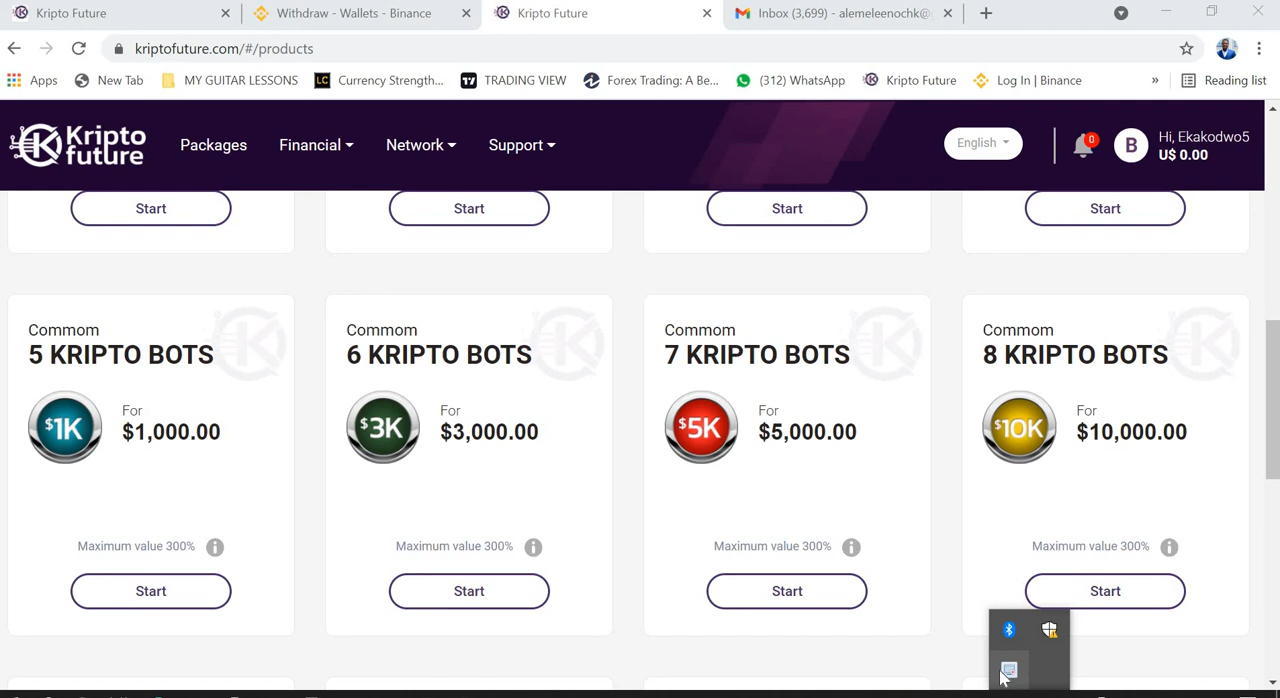 Kripto Future
Withdraw - Wallets - Binance
Kripto Future
Inbox (3,699) - alemeleenochk@
kriptofuture.com/#/products
Apps
New Tab
MY GUITAR LESSONS
LC
Currency Strength...
TRADING VIEW
Forex Trading: A Be...
(312) WhatsApp
Kripto Future
Log In | Binance
»
Reading list
Kripto
future
Packages
Financial
Network
Support
English
0
B
Hi, Ekakodwo5
U$ 0.00
Start
Start
Start
Start
Commom
5 KRIPTO BOTS
$1K
For
$1,000.00
Maximum value 300%
Start
Commom
6 KRIPTO BOTS
$3K
For
$3,000.00
Maximum value 300%
Start
Commom
7 KRIPTO BOTS
$5K
For
$5,000.00
Maximum value 300%
Start
Commom
8 KRIPTO BOTS
$10K
For
$10,000.00
Maximum value 300%
Start